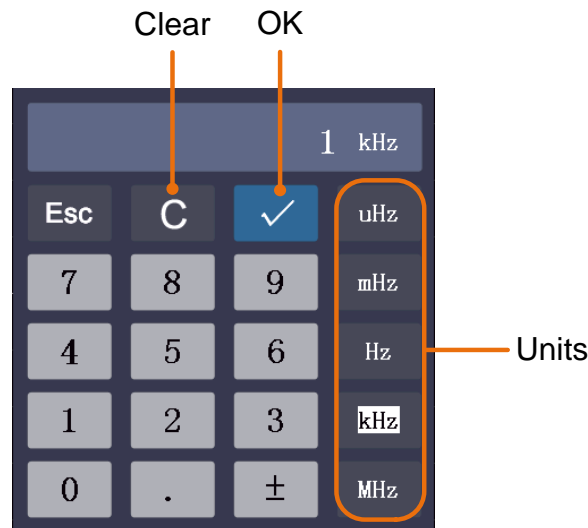 Clear OK
1 kHz
Esc C ✓ uHz
7 8 9 mHz
4 5 6 Hz
Units
1 2 3 kHz
0 . ± MHz